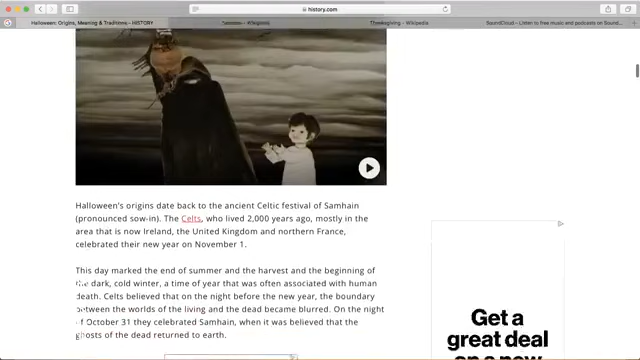 history.com
Halloween: Origins, Meaning & Traditions - HISTORY
Thanksgiving - Wikipedia
SoundCloud – Listen to free music and podcasts on Sound...
Halloween's origins date back to the ancient Celtic festival of Samhain
(pronounced sow-in). The Celts, who lived 2,000 years ago, mostly in the
area that is now Ireland, the United Kingdom and northern France,
celebrated their new year on November 1.
This day marked the end of summer and the harvest and the beginning of
the dark, cold winter, a time of year that was often associated with human
death. Celts believed that on the night before the new year, the boundary
between the worlds of the living and the dead became blurred. On the night
of October 31 they celebrated Samhain, when it was believed that the
ghosts of the dead returned to earth.
Get a
great deal
on a new